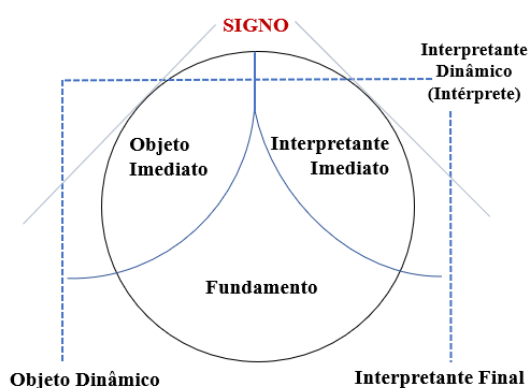 SIGNO
Interpretante
Dinâmico
(Intérprete)
Objeto
Imediato
Interpretante
Imediato
Fundamento
Objeto Dinâmico
Interpretante Final